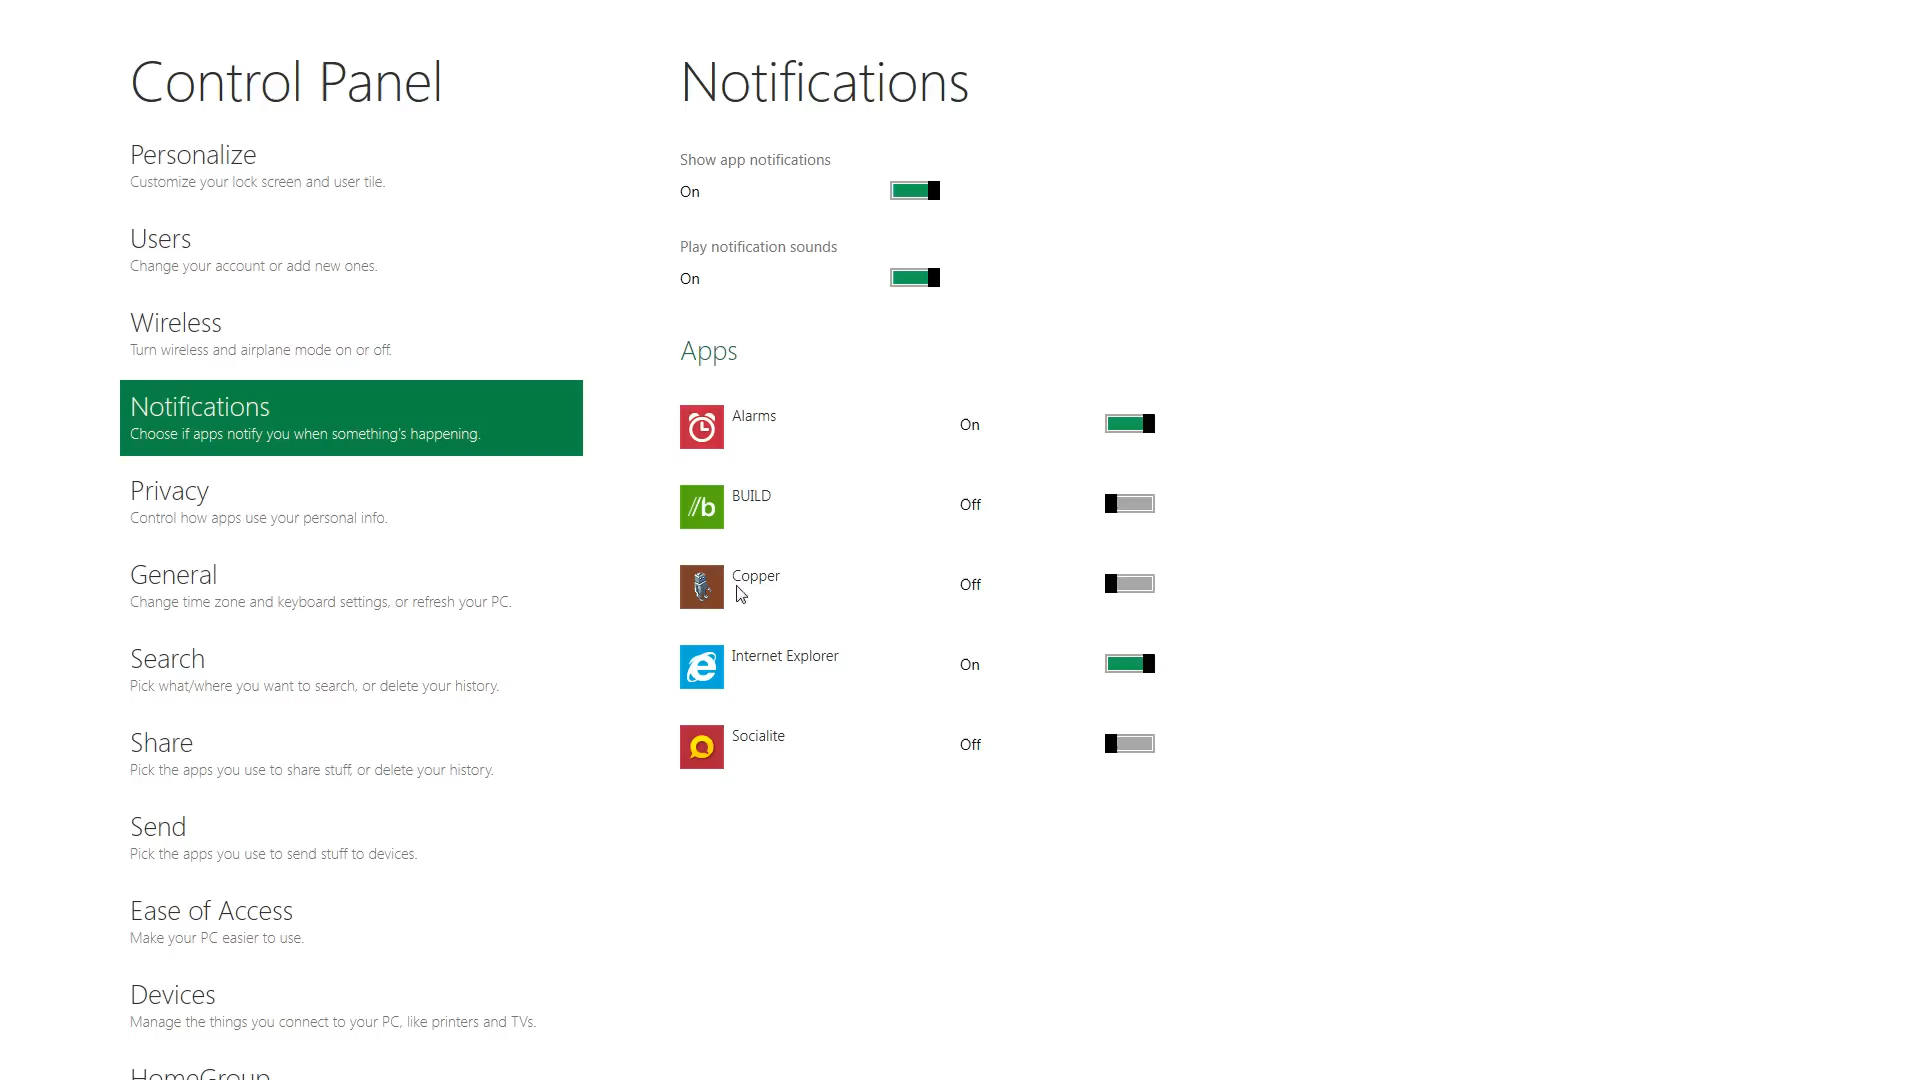 Control Panel
Personalize
Customize your lock screen and user tile.
Users
Change your account or add new ones.
Wireless
Turn wireless and airplane mode on or off.
Notifications
Choose if apps notify you when something's happening.
Privacy
Control how apps use your personal info.
General
Change time zone and keyboard settings, or refresh your PC.
Search
Pick what/where you want to search, or delete your history.
Share
Pick the apps you use to share stuff, or delete your history.
Send
Pick the apps you use to send stuff to devices.
Ease of Access
Make your PC easier to use.
Devices
Manage the things you connect to your PC, like printers and TVs.
HomeGroup
Notifications
Show app notifications
On
Play notification sounds
On
Apps
Alarms On
//b BUILD Off
Copper Off
Internet Explorer On
Socialite Off